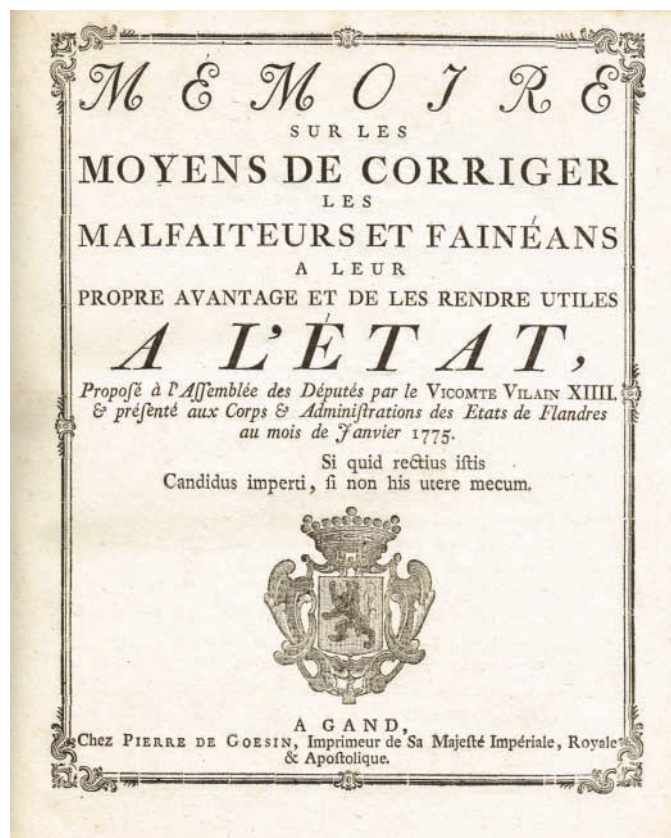 MÉMOIRE
SUR LES
MOYENS DE CORRIGER
LES
MALFAITEURS ET FAINÉANS
A LEUR
PROPRE AVANTAGE ET DE LES RENDRE UTILES
A L'ÉTAT,
Propoſé à l'Aſſemblée des Députés par le VICOMTE VILAIN XIIII.
& préſenté aux Corps & Adminiſtrations des Etats de Flandres
au mois de Janvier 1775.
Si quid rectius iſtis
Candidus imperti, ſi non his utere mecum.
A GAND,
Chez PIERRE DE GOESIN, Imprimeur de Sa Majeſté Impériale, Royale
& Apoſtolique.